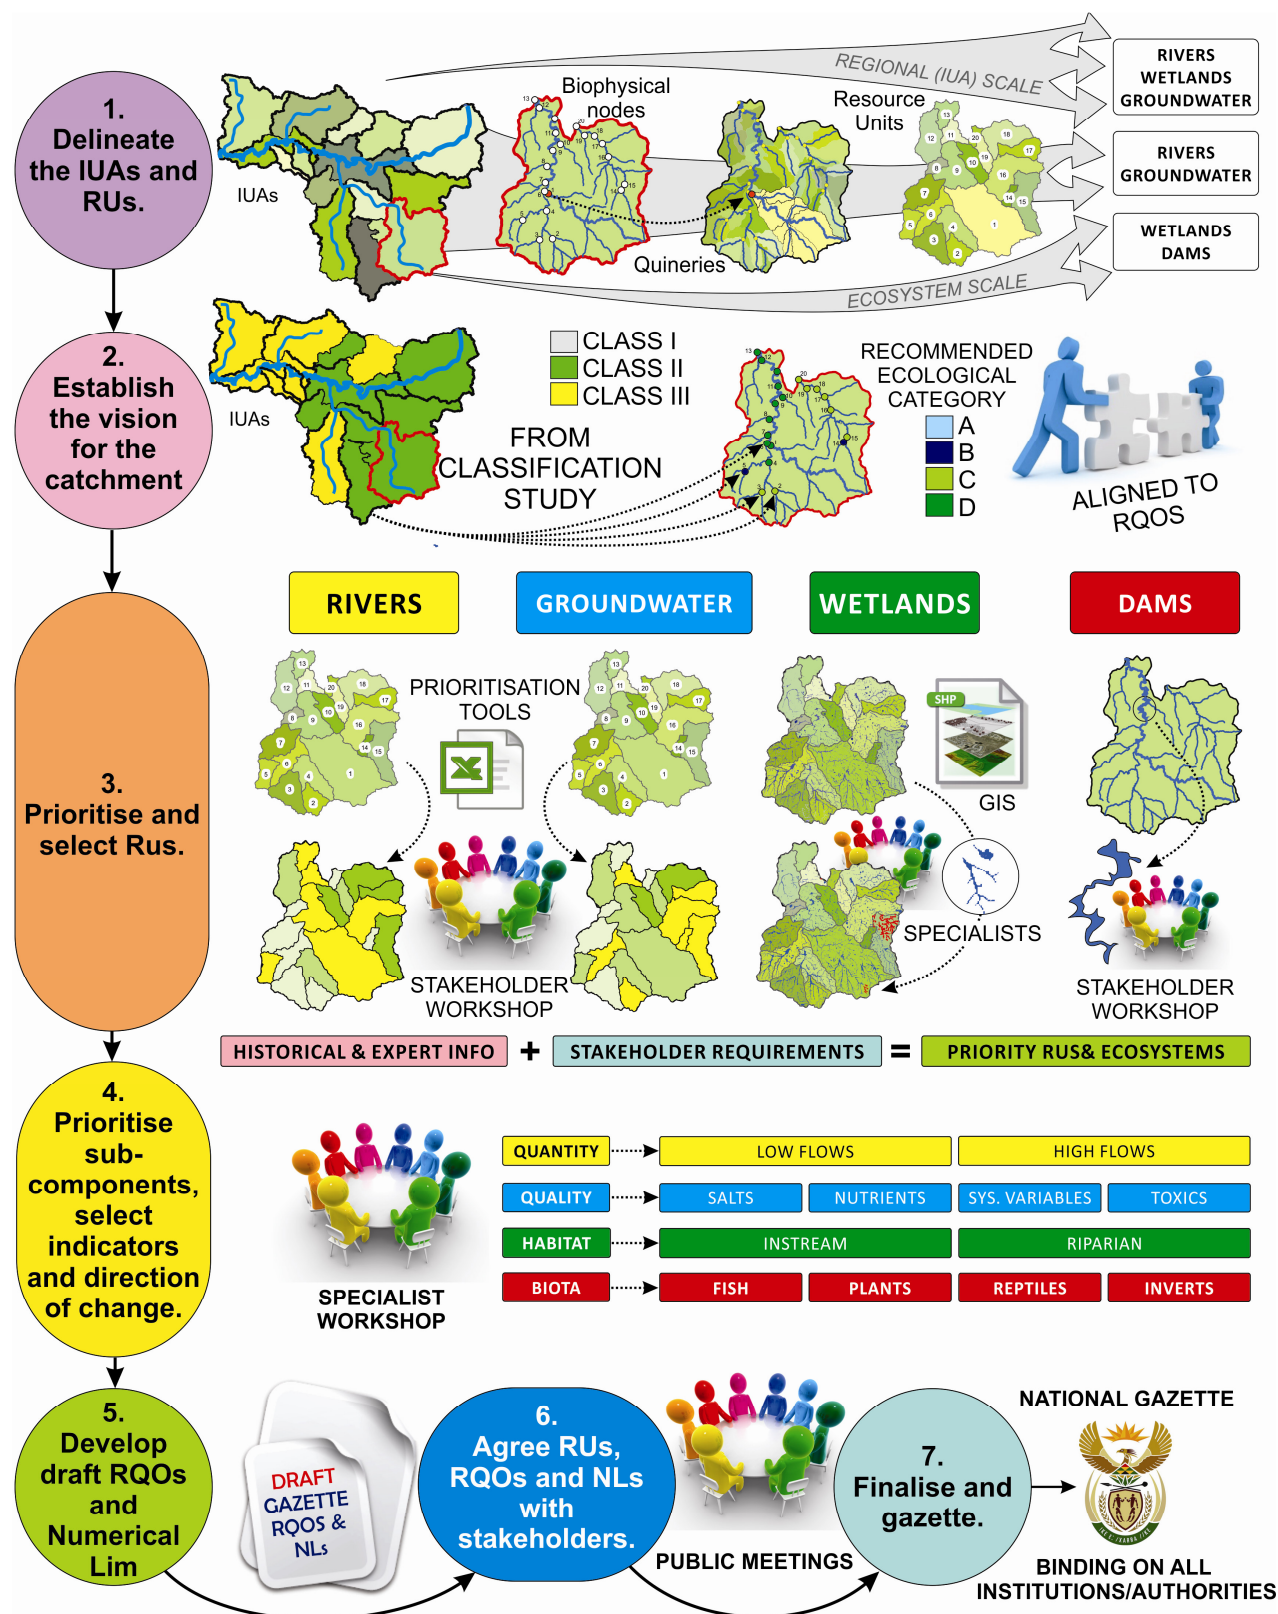 1.
Delineate
the IUAs and
RUs.
IUAs
Biophysical
nodes
Quineries
Resource
Units
REGIONAL (IUA) SCALE
ECOSYSTEM SCALE
RIVERS
WETLANDS
GROUNDWATER
RIVERS
GROUNDWATER
WETLANDS
DAMS
2.
Establish
the vision
for the
catchment
IUAs
CLASS I
CLASS II
CLASS III
FROM
CLASSIFICATION
STUDY
RECOMMENDED
ECOLOGICAL
CATEGORY
A
B
C
D
ALIGNED TO
RQOS
3.
Prioritise and
select Rus.
RIVERS
GROUNDWATER
WETLANDS
DAMS
PRIORITISATION
TOOLS
SHP
GIS
STAKEHOLDER
WORKSHOP
SPECIALISTS
STAKEHOLDER
WORKSHOP
HISTORICAL & EXPERT INFO + STAKEHOLDER REQUIREMENTS = PRIORITY RUS& ECOSYSTEMS
4.
Prioritise
sub-
components,
select
indicators
and direction
of change.
SPECIALIST
WORKSHOP
QUANTITY LOW FLOWS HIGH FLOWS
QUALITY SALTS NUTRIENTS SYS. VARIABLES TOXICS
HABITAT INSTREAM RIPARIAN
BIOTA FISH PLANTS REPTILES INVERTS
5.
Develop
draft RQOs
and
Numerical
Lim
DRAFT
GAZETTE
RQOS &
NLs
6.
Agree RUs,
RQOs and NLs
with
stakeholders.
PUBLIC MEETINGS
7.
Finalise and
gazette.
NATIONAL GAZETTE
BINDING ON ALL
INSTITUTIONS/AUTHORITIES